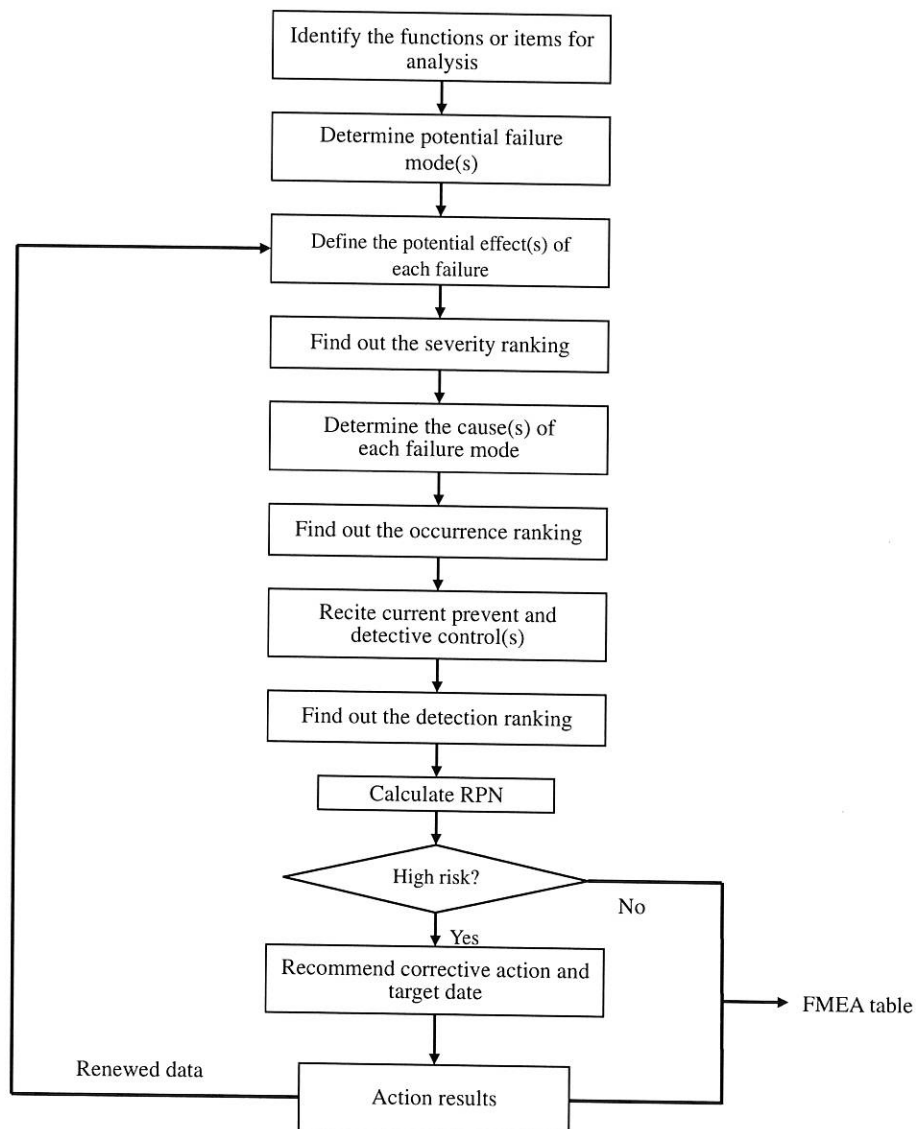 Identify the functions or items for
analysis
Determine potential failure
mode(s)
Define the potential effect(s) of
each failure
Find out the severity ranking
Determine the cause(s) of
each failure mode
Find out the occurrence ranking
Recite current prevent and
detective control(s)
Find out the detection ranking
Calculate RPN
High risk?
No
Yes
Recommend corrective action and
target date
FMEA table
Renewed data
Action results